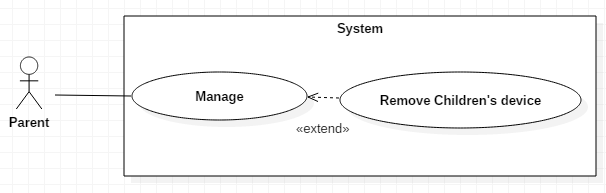 System
Manage
Remove Children's device
Parent
«extend»